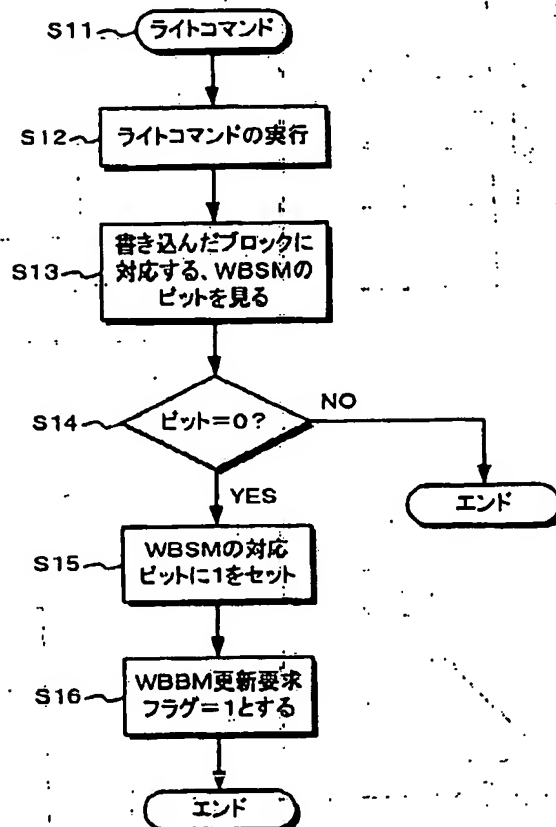 S11
ライトコマンド
S12
ライトコマンドの実行
書き込んだブロックに
S13
対応する、WBSMの
ビットを見る
S14
ビット=0?
NO
YES
エンド
WBSMの対応
S15
ビットに1をセット
WBBM更新要求
S16
フラグ=1とする
エンド